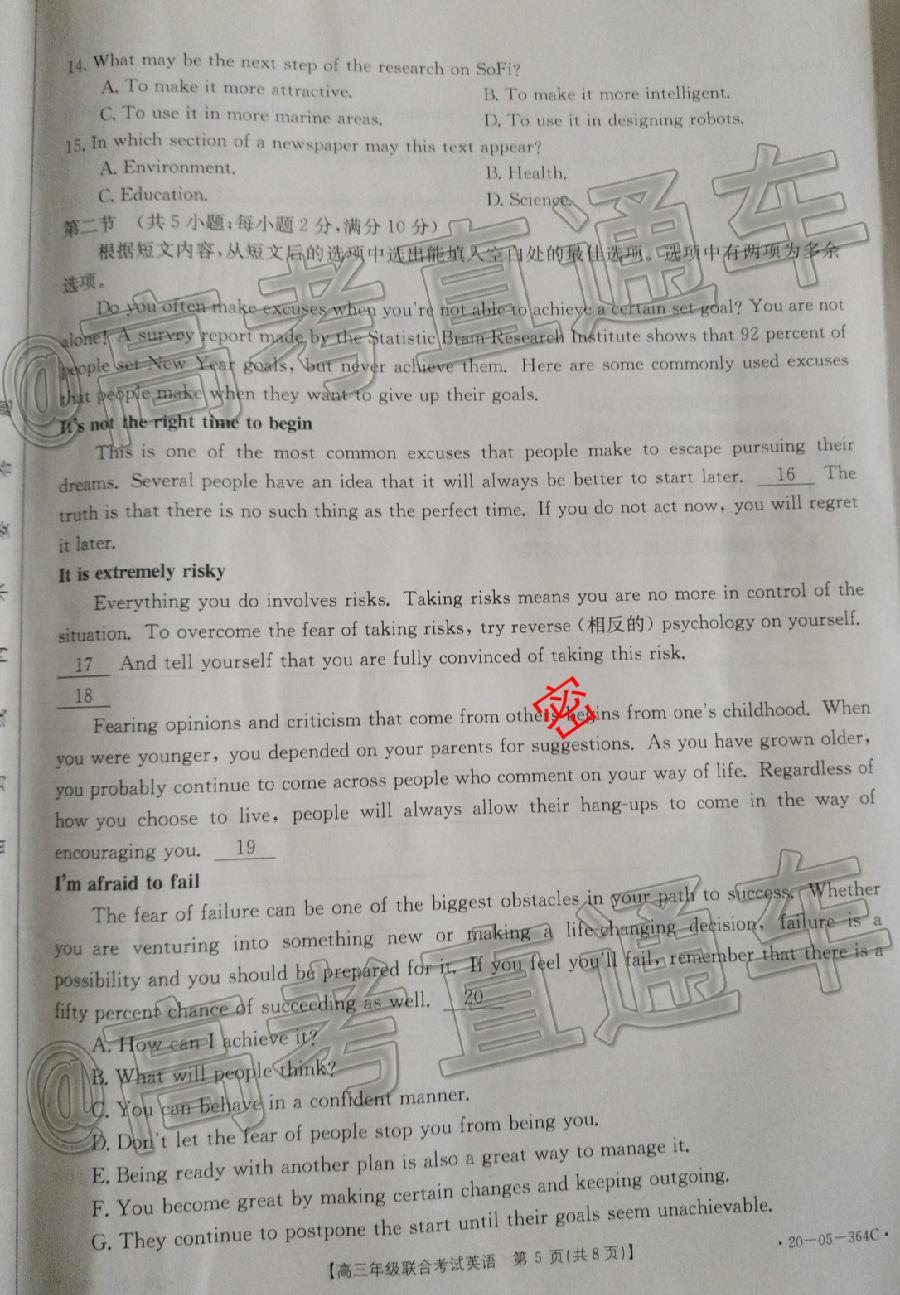 14. What may be the next step of the research on SoFi?
A. To make it more attractive. B. To make it more intelligent.
C. To use it in more marine areas. D. To use it in designing robots.
15. In which section of a newspaper may this text appear?
A. Environment. B. Health.
C. Education. D. Science.
第二节 (共5小题;每小题2分,满分10分)
根据短文内容,从短文后的选项中选出能填入空白处的最佳选项。选项中有两项为多余
选项。
Do you often make excuses when you're not able to achieve a certain set goal? You are not
alone! A survey report made by the Statistic Brain Research Institute shows that 92 percent of
people set New Year goals, but never achieve them. Here are some commonly used excuses
that people make when they want to give up their goals.
It's not the right time to begin
This is one of the most common excuses that people make to escape pursuing their
dreams. Several people have an idea that it will always be better to start later. 16 The
truth is that there is no such thing as the perfect time. If you do not act now, you will regret
it later.
It is extremely risky
Everything you do involves risks. Taking risks means you are no more in control of the
situation. To overcome the fear of taking risks, try reverse (相反的) psychology on yourself.
17 And tell yourself that you are fully convinced of taking this risk.
18
Fearing opinions and criticism that come from others begins from one's childhood. When
you were younger, you depended on your parents for suggestions. As you have grown older,
you probably continue to come across people who comment on your way of life. Regardless of
how you choose to live, people will always allow their hang-ups to come in the way of
encouraging you. 19
I'm afraid to fail
The fear of failure can be one of the biggest obstacles in your path to success. Whether
you are venturing into something new or making a life-changing decision, failure is a
possibility and you should be prepared for it. If you feel you'll fail, remember that there is a
fifty percent chance of succeeding as well. 20
A. How can I achieve it?
B. What will people think?
C. You can behave in a confident manner.
D. Don't let the fear of people stop you from being you.
E. Being ready with another plan is also a great way to manage it.
F. You become great by making certain changes and keeping outgoing.
G. They continue to postpone the start until their goals seem unachievable.
【高三年级联合考试英语 第5页(共8页)】 ·20-05-364C·
@高考直通车
密
@高考直通车